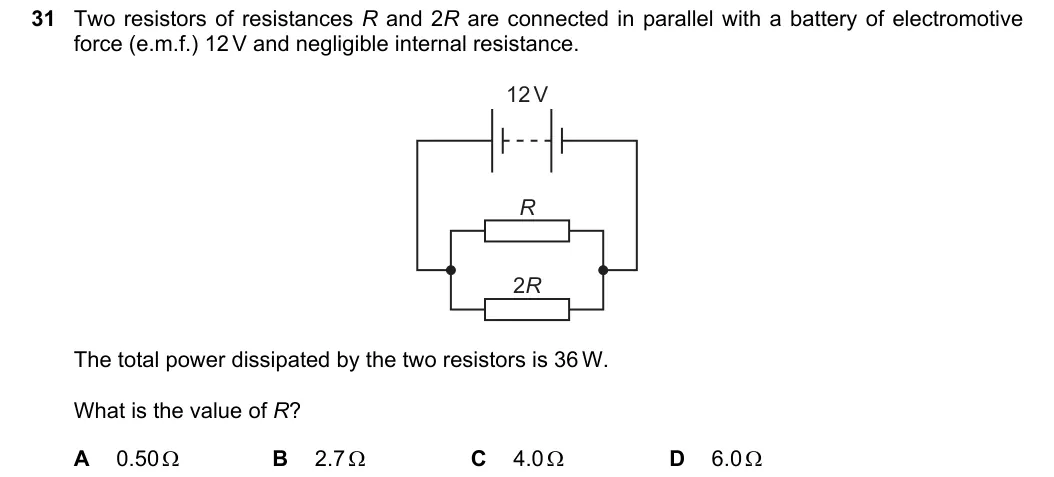 31 Two resistors of resistances R and 2R are connected in parallel with a battery of electromotive
force (e.m.f.) 12 V and negligible internal resistance.
12 V
R
2R
The total power dissipated by the two resistors is 36 W.
What is the value of R?
A 0.50 Ω B 2.7 Ω C 4.0 Ω D 6.0 Ω